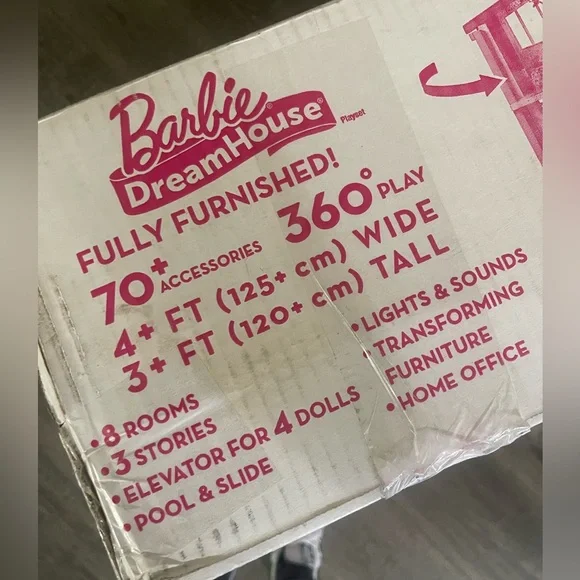 Barbie®
DreamHouse® Playset
FULLY FURNISHED!
70+ ACCESSORIES
360° PLAY
4+ FT (125+ cm) WIDE
3+ FT (120+ cm) TALL
•8 ROOMS
•3 STORIES
•ELEVATOR FOR 4 DOLLS
•POOL & SLIDE
•LIGHTS & SOUNDS
•TRANSFORMING
FURNITURE
•HOME OFFICE